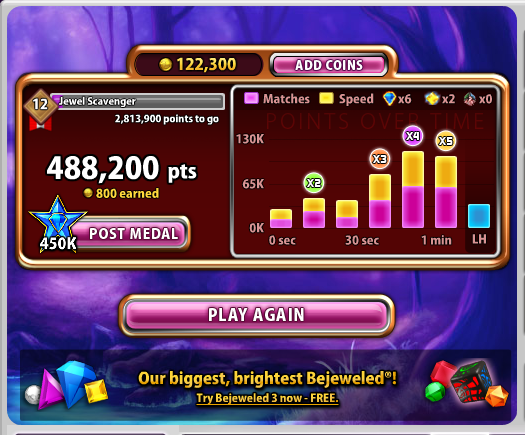 122,300
ADD COINS
12
Jewel Scavenger
2,813,900 points to go
488,200 pts
800 earned
450K
POST MEDAL
Matches
Speed
x6
x2
x0
POINTS OVER TIME
130K
65K
0K
X2
X3
X4
X5
0 sec
30 sec
1 min
LH
PLAY AGAIN
Our biggest, brightest Bejeweled®!
Try Bejeweled 3 now - FREE.